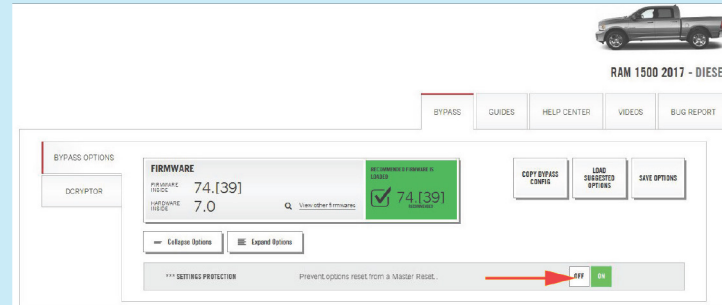 RAM 1500 2017 - DIESE
BYPASS GUIDES HELP CENTER VIDEOS BUG REPORT
BYPASS OPTIONS
DCRYPTOR
FIRMWARE
FIRMWARE INSIDE 74.[39]
HARDWARE INSIDE 7.0
View other firmwares
RECOMMENDED FIRMWARE IS
LOADED
74.[39]
COPY BYPASS
CONFIG
LOAD
SUGGESTED
OPTIONS
SAVE OPTIONS
Collapse Options Expand Options
*** SETTINGS PROTECTION Prevent options reset from a Master Reset.. OFF ON